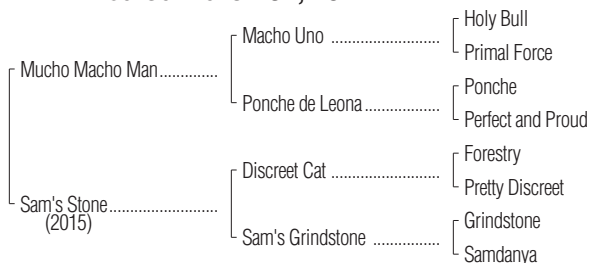 Holy Bull
Macho Uno
Primal Force
Mucho Macho Man
Ponche
Ponche de Leona
Perfect and Proud
Forestry
Discreet Cat
Pretty Discreet
Sam's Stone
(2015)
Grindstone
Sam's Grindstone
Samdanya